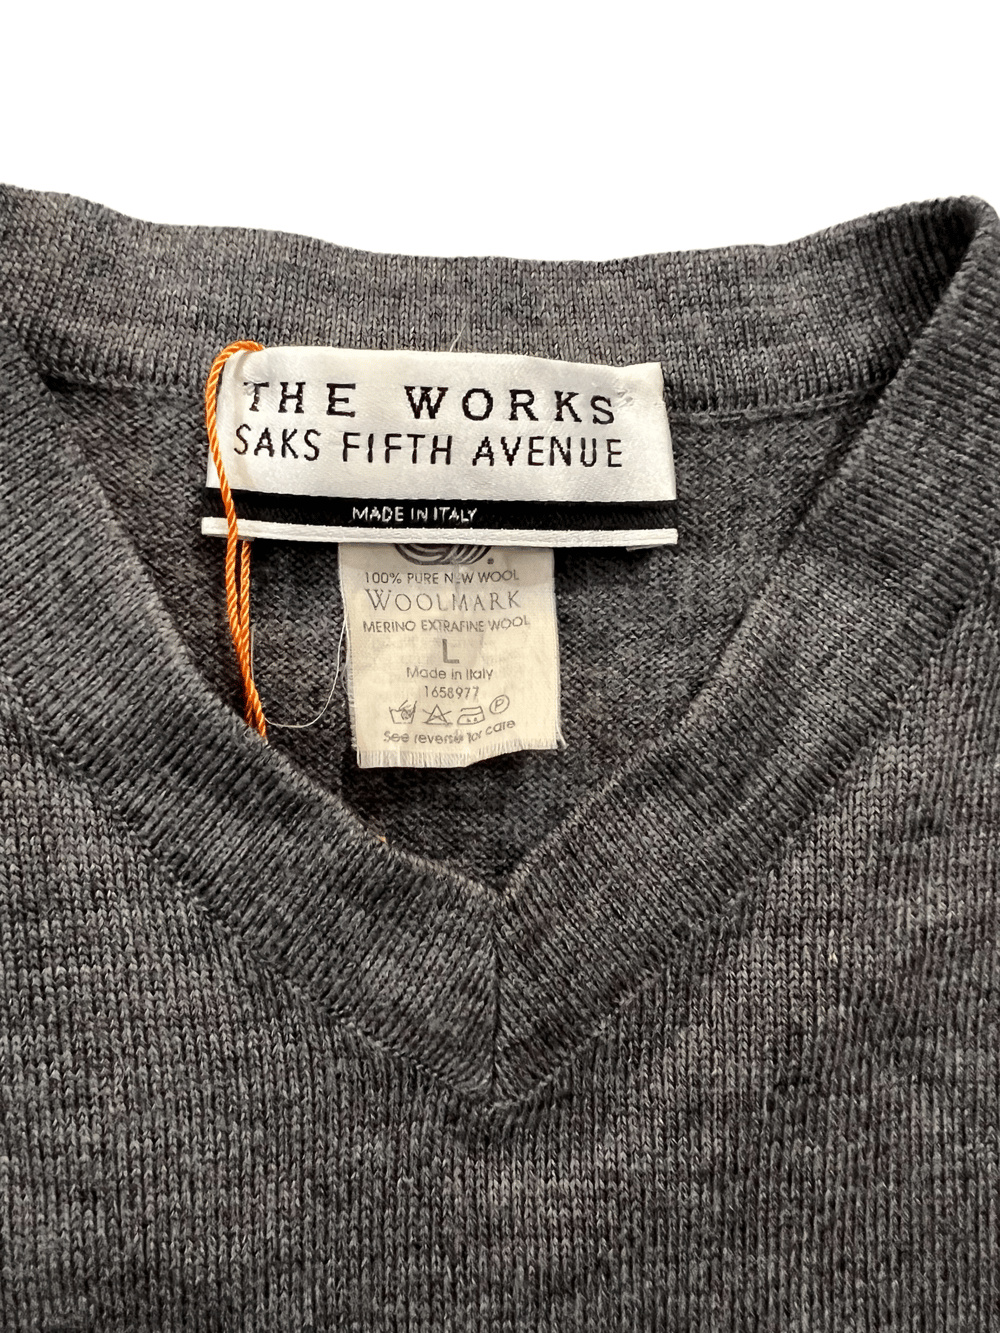 THE WORKS
SAKS FIFTH AVENUE
MADE IN ITALY
100% PURE NEW WOOL
WOOLMARK
MERINO EXTRAFINE WOOL
L
Made in Italy
1658977
P
See reverse for care